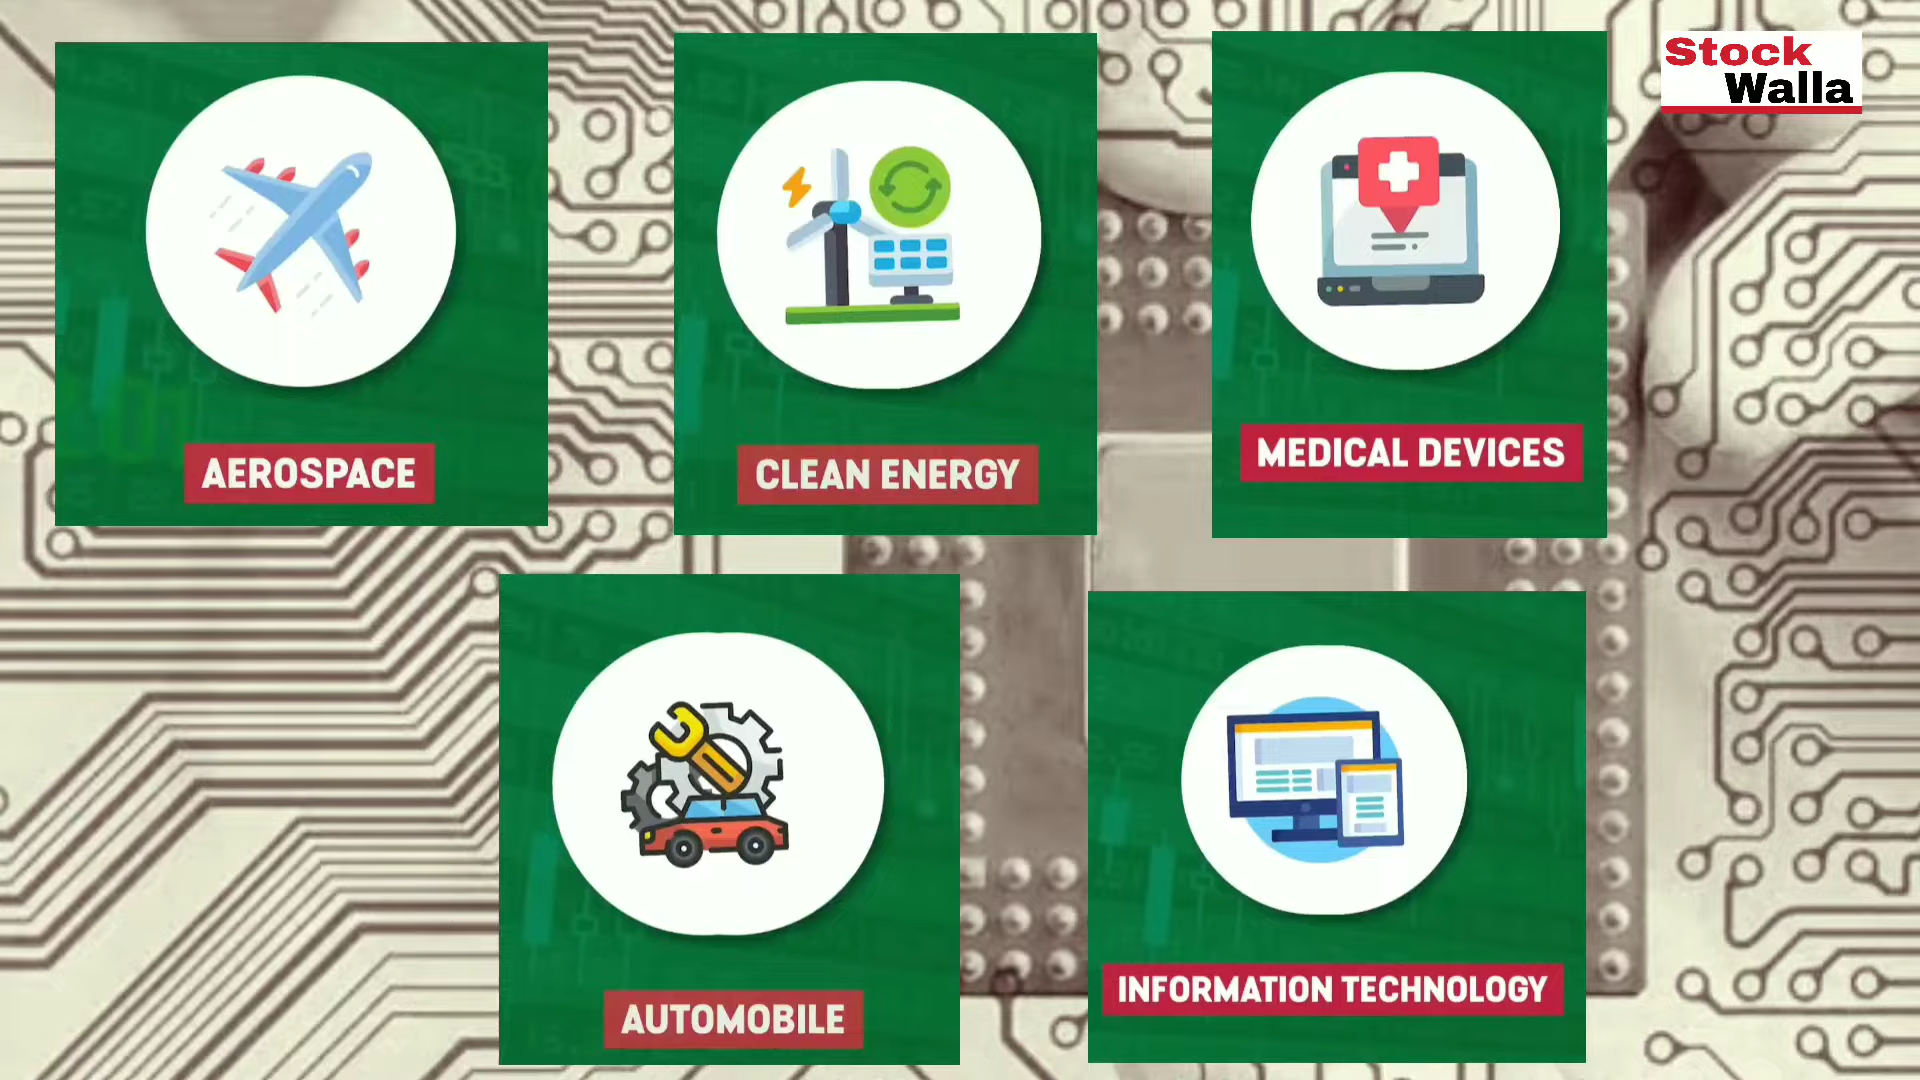 Stock
Walla
AEROSPACE
CLEAN ENERGY
MEDICAL DEVICES
AUTOMOBILE
INFORMATION TECHNOLOGY